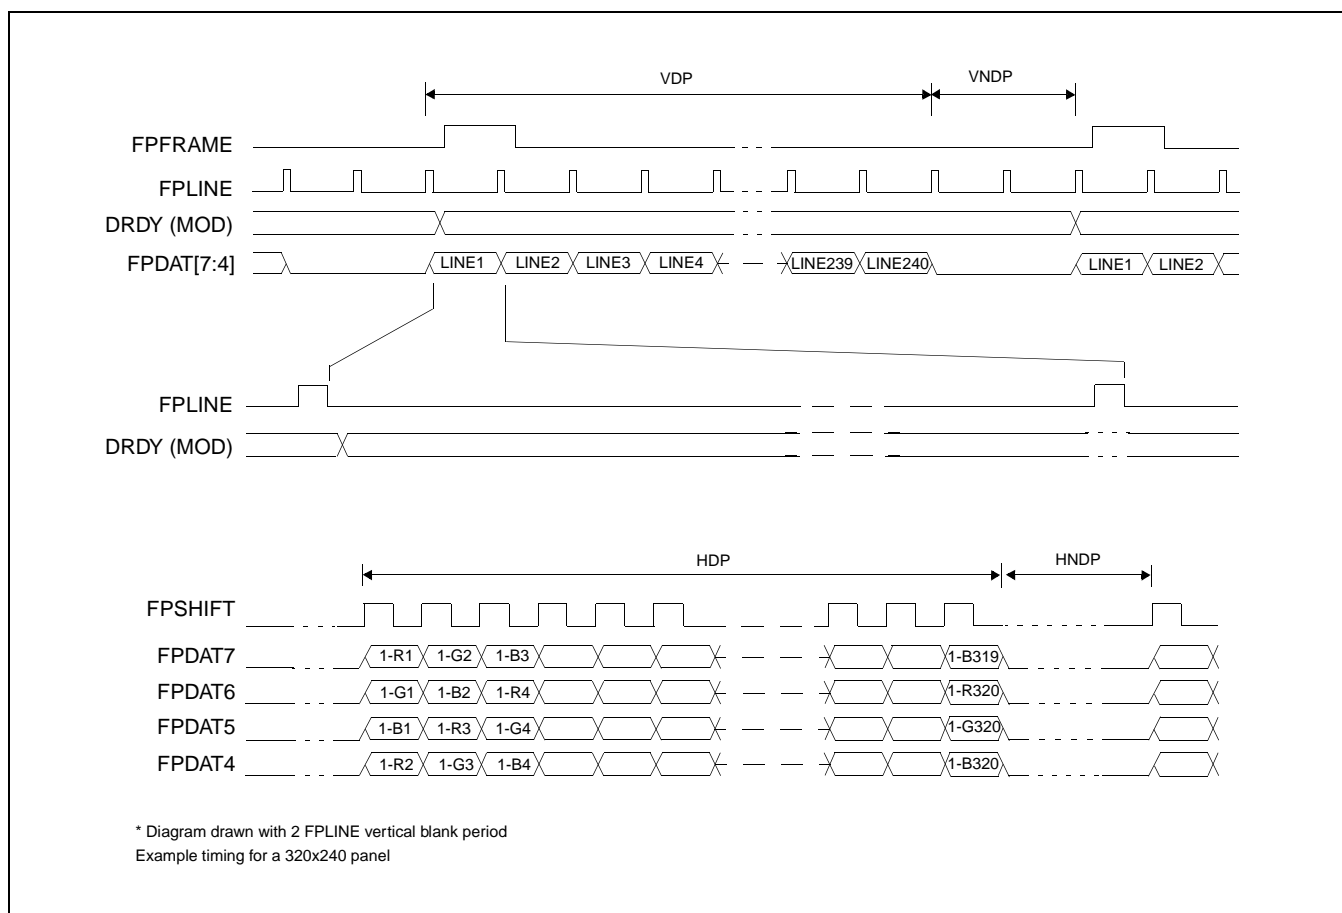 VDP VNDP
FPFRAME
FPLINE
DRDY (MOD)
FPDAT[7:4] LINE1 LINE2 LINE3 LINE4 LINE239 LINE240 LINE1 LINE2
FPLINE
DRDY (MOD)
HDP HNDP
FPSHIFT
FPDAT7 1-R1 1-G2 1-B3 1-B319
FPDAT6 1-G1 1-B2 1-R4 1-R320
FPDAT5 1-B1 1-R3 1-G4 1-G320
FPDAT4 1-R2 1-G3 1-B4 1-B320
* Diagram drawn with 2 FPLINE vertical blank period
Example timing for a 320x240 panel